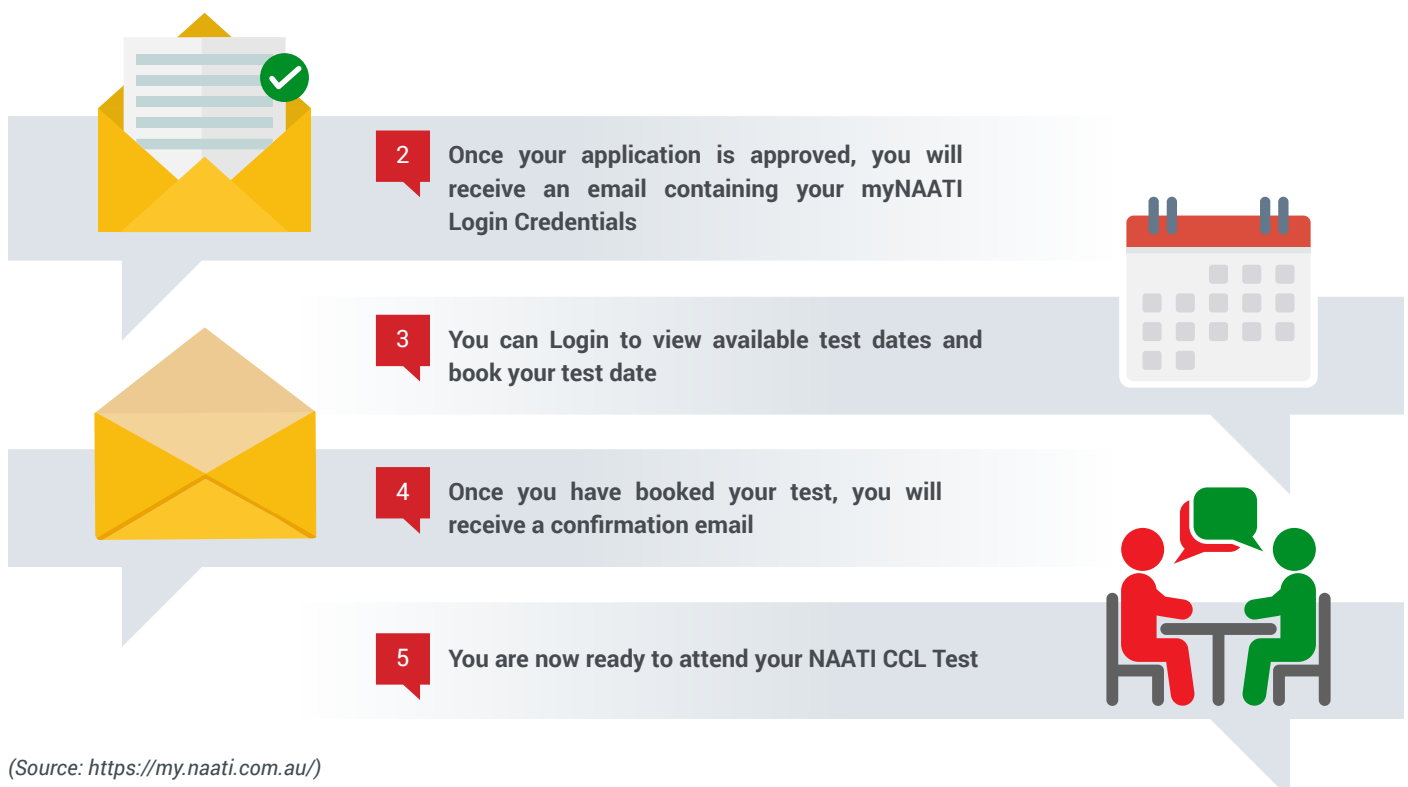 2
Once your application is approved, you will
receive an email containing your myNAATI
Login Credentials
3
You can Login to view available test dates and
book your test date
4
Once you have booked your test, you will
receive a confirmation email
5
You are now ready to attend your NAATI CCL Test
(Source: https://my.naati.com.au/)